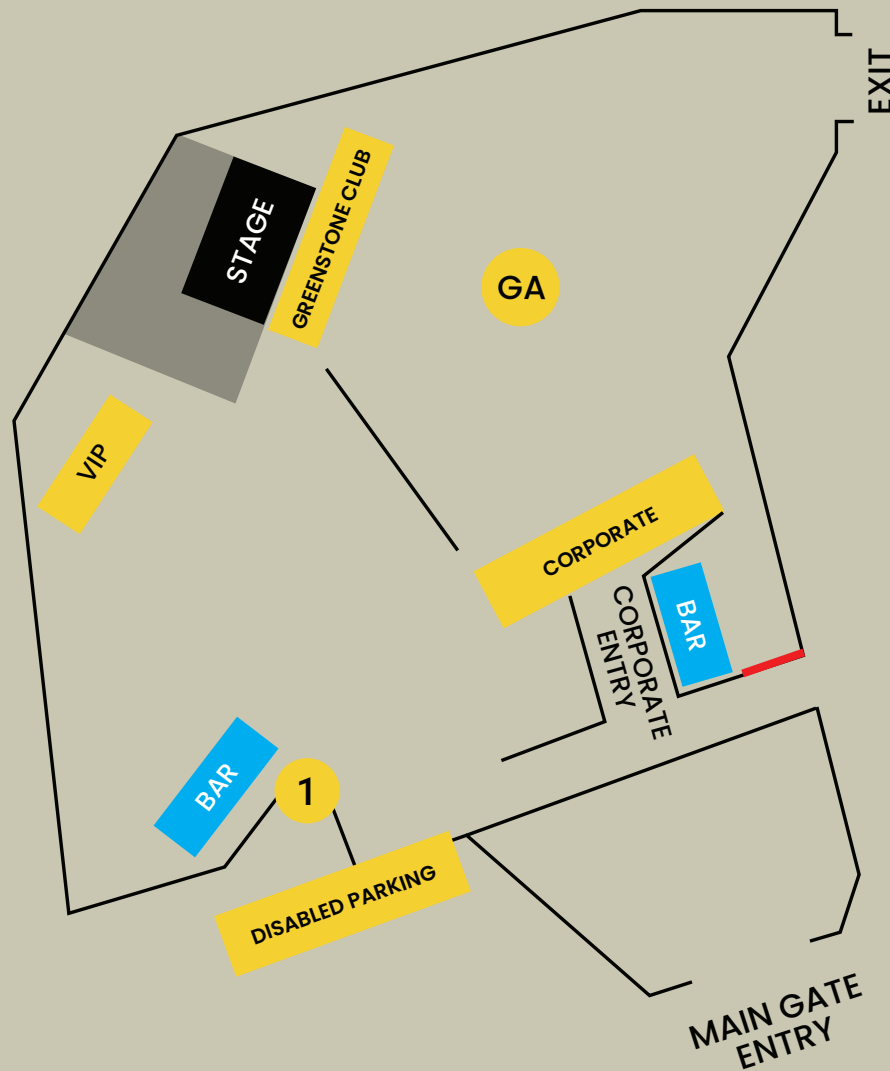 EXIT
STAGE
GREENSTONE CLUB
GA
VIP
CORPORATE
CORPORATE
ENTRY
BAR
BAR
1
DISABLED PARKING
MAIN GATE
ENTRY